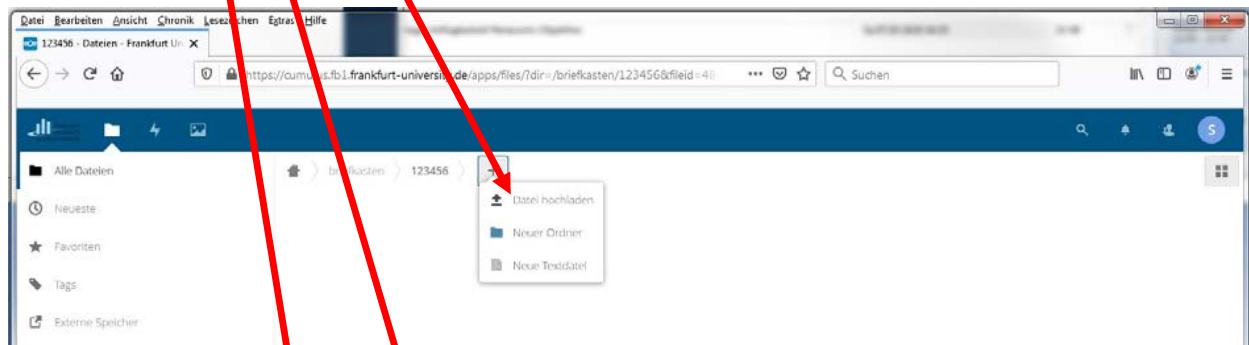 Datei Bearbeiten Ansicht Chronik Lesezeichen Extras Hilfe
123456 - Dateien - Frankfurt Un
https://cumulus.fb1.frankfurt-university.de/apps/files/?dir=/briefkasten/123456&fileid=48 Suchen
S
Alle Dateien briefkasten 123456 +
Datei hochladen
Neueste
Neuer Ordner
Favoriten
Neue Textdatei
Tags
Externe Speicher